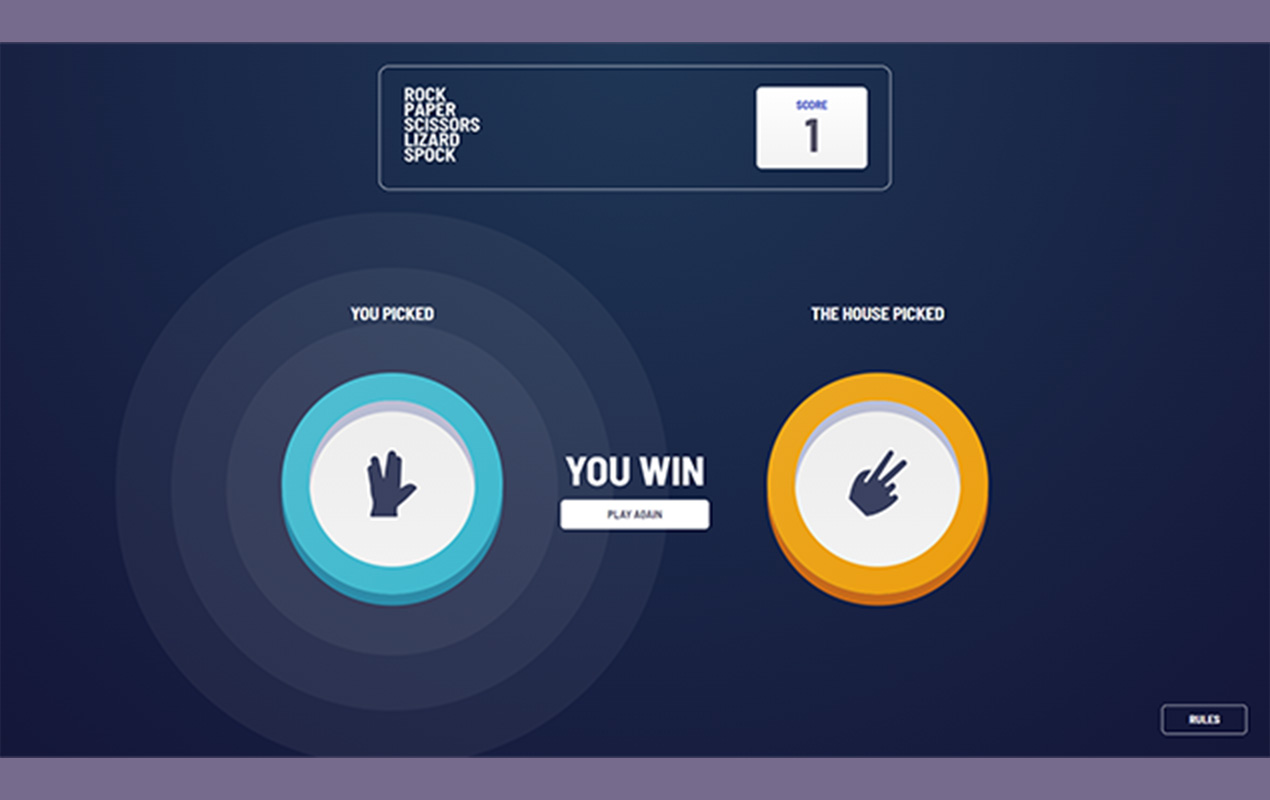 ROCK
PAPER
SCISSORS
LIZARD
SPOCK
SCORE
1
YOU PICKED
THE HOUSE PICKED
YOU WIN
PLAY AGAIN
RULES